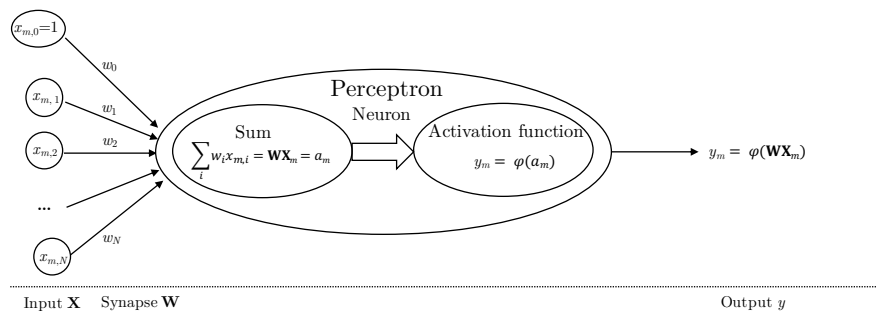 x_{m,0}=1
w_0
Perceptron
x_{m,1}
w_1
Neuron
Sum
Activation function
x_{m,2}
w_2
∑_i w_i x_{m,i} = 𝐖𝐗_m = a_m
y_m = φ(a_m)
y_m = φ(𝐖𝐗_m)
...
w_N
x_{m,N}
Input 𝐗 Synapse 𝐖 Output y